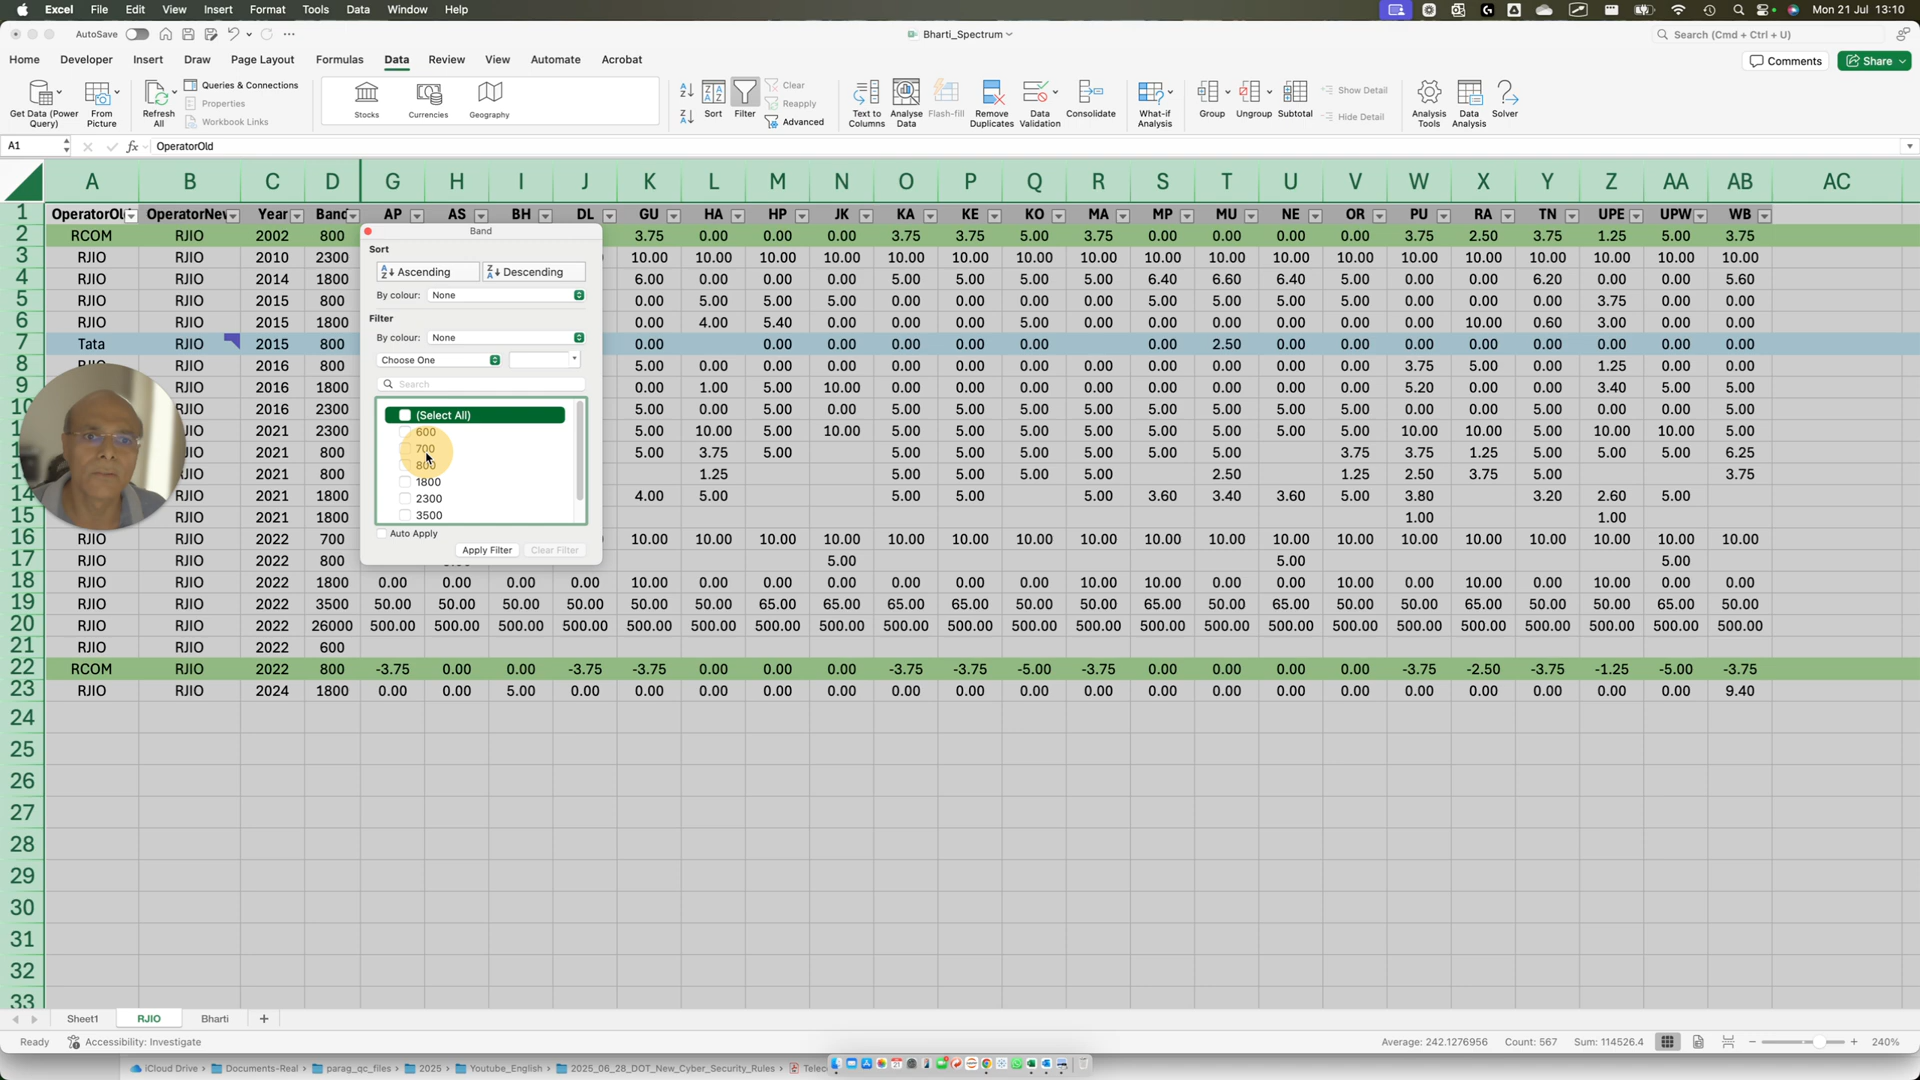 Excel File Edit View Insert Format Tools Data Window Help Mon 21 Jul 13:10
AutoSave Bharti_Spectrum Search (Cmd + Ctrl + U)
Home Developer Insert Draw Page Layout Formulas Data Review View Automate Acrobat Comments Share
Get Data (Power Query) From Picture Refresh All Queries & Connections Properties Workbook Links Stocks Currencies Geography Sort Filter Clear Reapply Advanced Text to Columns Analyse Data Flash-fill Remove Duplicates Data Validation Consolidate What-if Analysis Group Ungroup Subtotal Show Detail Hide Detail Analysis Tools Data Analysis Solver
A1 fx OperatorOld
A B C D G H I J K L M N O P Q R S T U V W X Y Z AA AB AC
1 OperatorOl OperatorNev Year Band AP AS BH DL GU HA HP JK KA KE KO MA MP MU NE OR PU RA TN UPE UPW WB
2 RCOM RJIO 2002 800 3.75 0.00 0.00 0.00 3.75 3.75 5.00 3.75 0.00 0.00 0.00 0.00 3.75 2.50 3.75 1.25 5.00 3.75
3 RJIO RJIO 2010 2300 10.00 10.00 10.00 10.00 10.00 10.00 10.00 10.00 10.00 10.00 10.00 10.00 10.00 10.00 10.00 10.00 10.00 10.00
4 RJIO RJIO 2014 1800 6.00 0.00 0.00 0.00 5.00 5.00 5.00 5.00 6.40 6.60 6.40 5.00 0.00 0.00 6.20 0.00 0.00 5.60
5 RJIO RJIO 2015 800 0.00 5.00 5.00 5.00 0.00 0.00 0.00 0.00 5.00 5.00 5.00 5.00 0.00 0.00 0.00 3.75 0.00 0.00
6 RJIO RJIO 2015 1800 0.00 4.00 5.40 0.00 0.00 0.00 5.00 0.00 0.00 0.00 0.00 0.00 0.00 10.00 0.60 3.00 0.00 0.00
7 Tata RJIO 2015 800 0.00 0.00 0.00 0.00 0.00 0.00 0.00 2.50 0.00 0.00 0.00 0.00 0.00 0.00 0.00 0.00
8 RJIO 2016 800 5.00 0.00 0.00 0.00 0.00 0.00 0.00 0.00 0.00 0.00 0.00 0.00 3.75 5.00 0.00 1.25 0.00 0.00
9 RJIO 2016 1800 0.00 1.00 5.00 10.00 0.00 0.00 0.00 0.00 0.00 0.00 0.00 0.00 5.20 0.00 0.00 3.40 5.00 0.00
RJIO 2016 2300 5.00 0.00 5.00 0.00 5.00 5.00 5.00 5.00 5.00 5.00 5.00 5.00 0.00 0.00 5.00 0.00 0.00 5.00
RJIO 2021 2300 5.00 10.00 5.00 10.00 5.00 5.00 5.00 5.00 5.00 5.00 5.00 5.00 10.00 10.00 5.00 10.00 10.00 5.00
RJIO 2021 800 5.00 3.75 5.00 5.00 5.00 5.00 5.00 5.00 5.00 3.75 3.75 1.25 5.00 5.00 5.00 6.25
RJIO 2021 800 1.25 5.00 5.00 5.00 5.00 2.50 1.25 2.50 3.75 5.00 3.75
RJIO 2021 1800 4.00 5.00 5.00 5.00 5.00 3.60 3.40 3.60 5.00 3.80 3.20 2.60 5.00
15 RJIO 2021 1800 1.00 1.00
16 RJIO RJIO 2022 700 10.00 10.00 10.00 10.00 10.00 10.00 10.00 10.00 10.00 10.00 10.00 10.00 10.00 10.00 10.00 10.00 10.00 10.00
17 RJIO RJIO 2022 800 5.00 5.00 5.00
18 RJIO RJIO 2022 1800 0.00 0.00 0.00 0.00 10.00 0.00 0.00 0.00 0.00 0.00 0.00 10.00 10.00 0.00 0.00 10.00 0.00 10.00 0.00 10.00 0.00 0.00
19 RJIO RJIO 2022 3500 50.00 50.00 50.00 50.00 50.00 50.00 65.00 65.00 65.00 65.00 50.00 50.00 65.00 50.00 65.00 50.00 50.00 65.00 50.00 50.00 65.00 50.00
20 RJIO RJIO 2022 26000 500.00 500.00 500.00 500.00 500.00 500.00 500.00 500.00 500.00 500.00 500.00 500.00 500.00 500.00 500.00 500.00 500.00 500.00 500.00 500.00 500.00 500.00
21 RJIO RJIO 2022 600
22 RCOM RJIO 2022 800 -3.75 0.00 0.00 -3.75 -3.75 0.00 0.00 0.00 -3.75 -3.75 -5.00 -3.75 0.00 0.00 0.00 0.00 -3.75 -2.50 -3.75 -1.25 -5.00 -3.75
23 RJIO RJIO 2024 1800 0.00 0.00 5.00 0.00 0.00 0.00 0.00 0.00 0.00 0.00 0.00 0.00 0.00 0.00 0.00 0.00 0.00 0.00 0.00 0.00 0.00 9.40
24
25
26
27
28
29
30
31
32
33
Band
Sort
Ascending Descending
By colour: None
Filter
By colour: None
Choose One
Search
(Select All)
600
700
800
1800
2300
3500
Auto Apply
Apply Filter Clear Filter
Sheet1 RJIO Bharti +
Ready Accessibility: Investigate Average: 242.1276956 Count: 567 Sum: 114526.4 240%
iCloud Drive Documents-Real parag_qc_files 2025 Youtube_English 2025_06_28_DOT_New_Cyber_Security_Rules